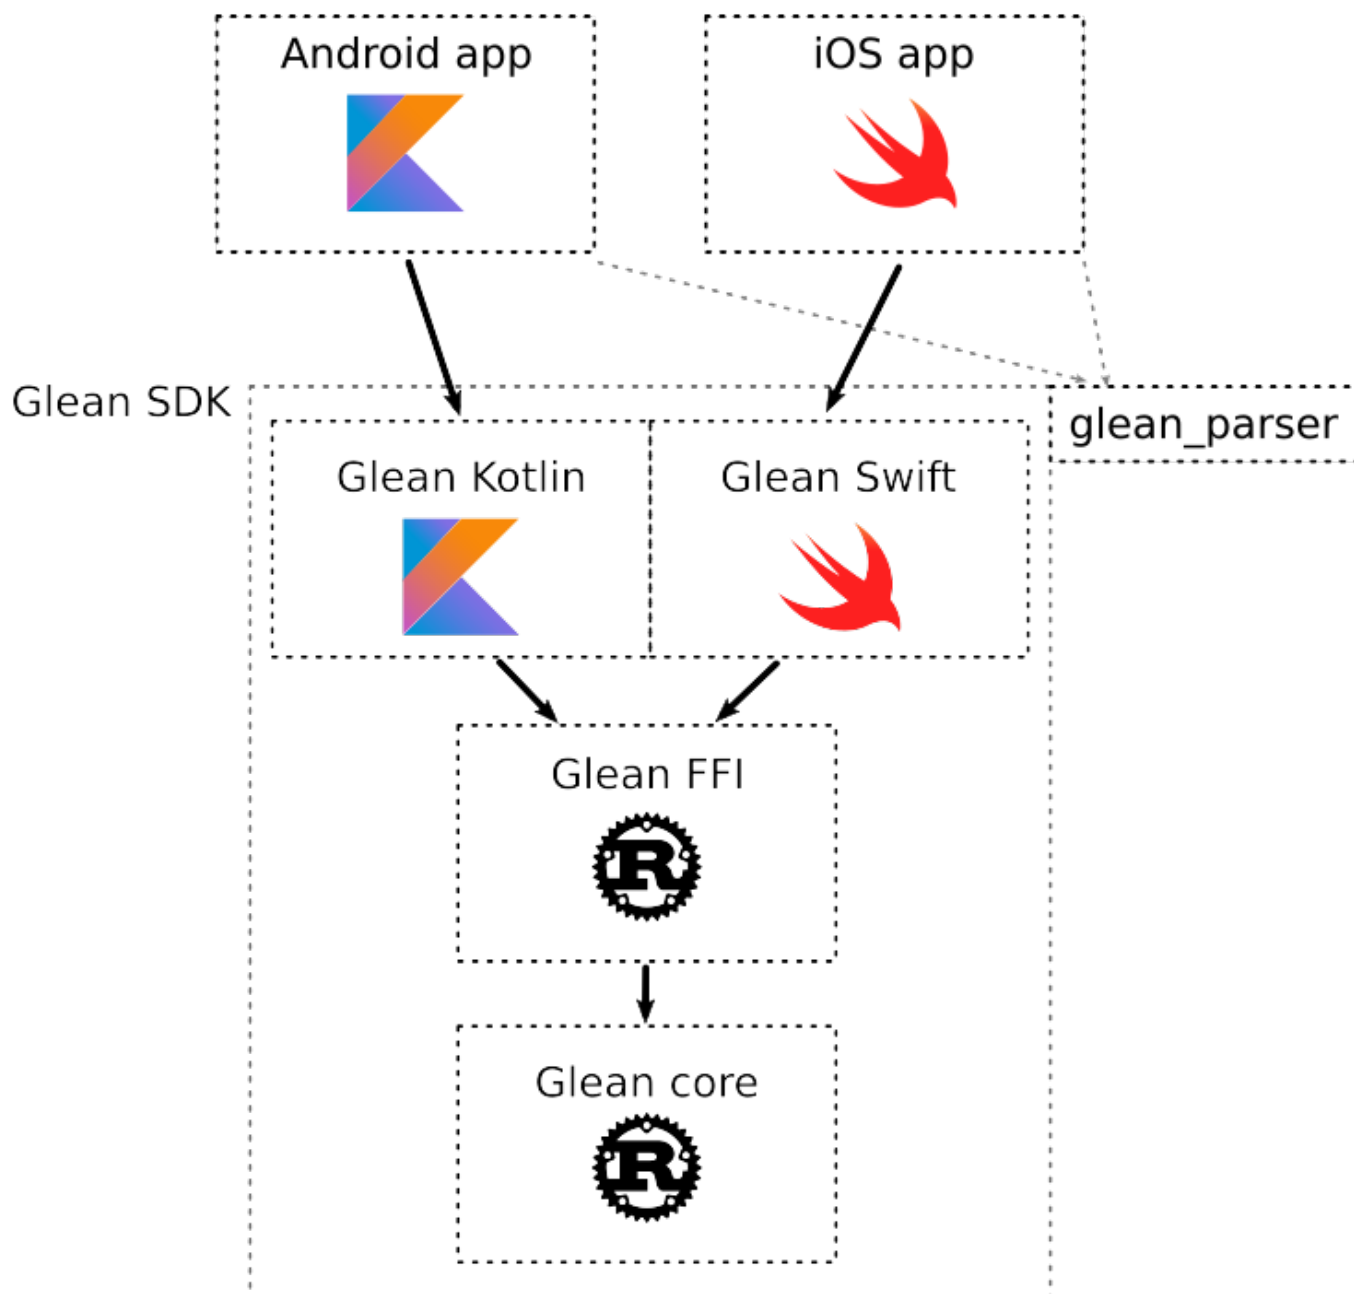 Android app
iOS app
Glean SDK
glean_parser
Glean Kotlin
Glean Swift
Glean FFI
R
Glean core
R